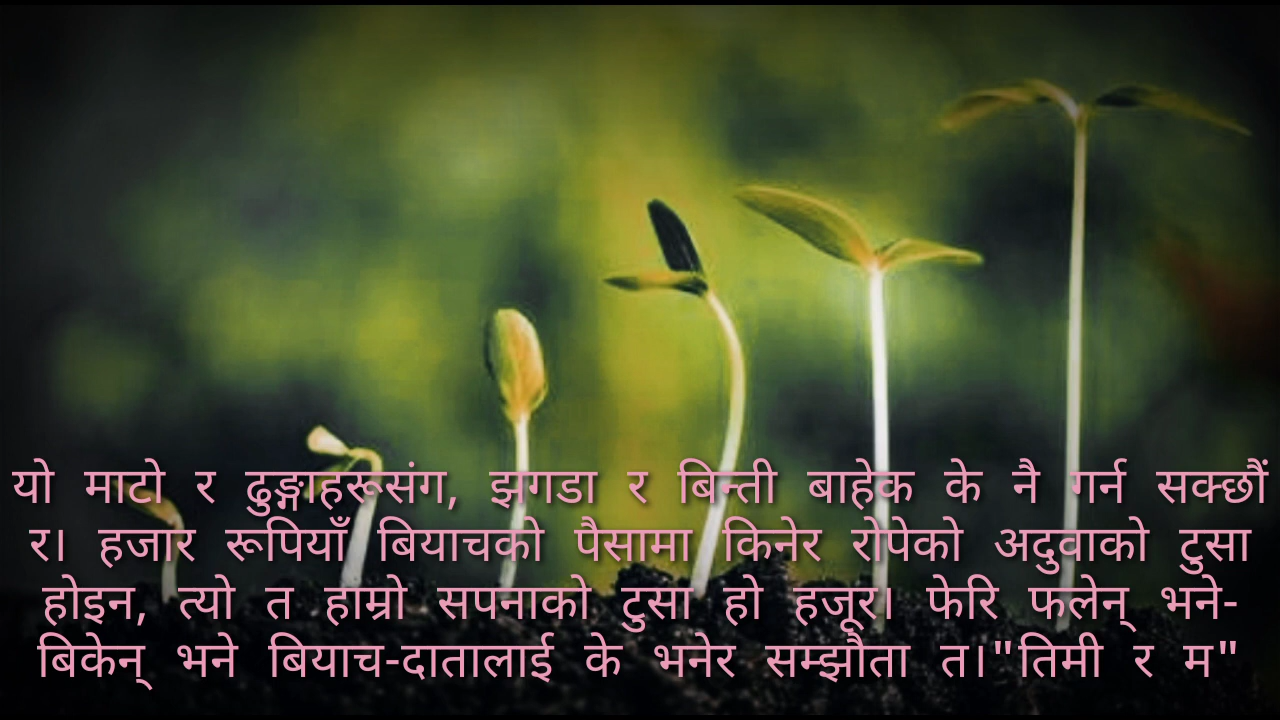 यो माटो र ढुङ्गाहरूसंग, झगडा र बिन्ती बाहेक के नै गर्न सक्छौं
र। हजार रूपियाँ बियाचको पैसामा किनेर रोपेको अदुवाको टुसा
होइन, त्यो त हाम्रो सपनाको टुसा हो हजूर। फेरि फलेन् भने-
बिकेन् भने बियाच-दातालाई के भनेर सम्झौता त।"तिमी र म"